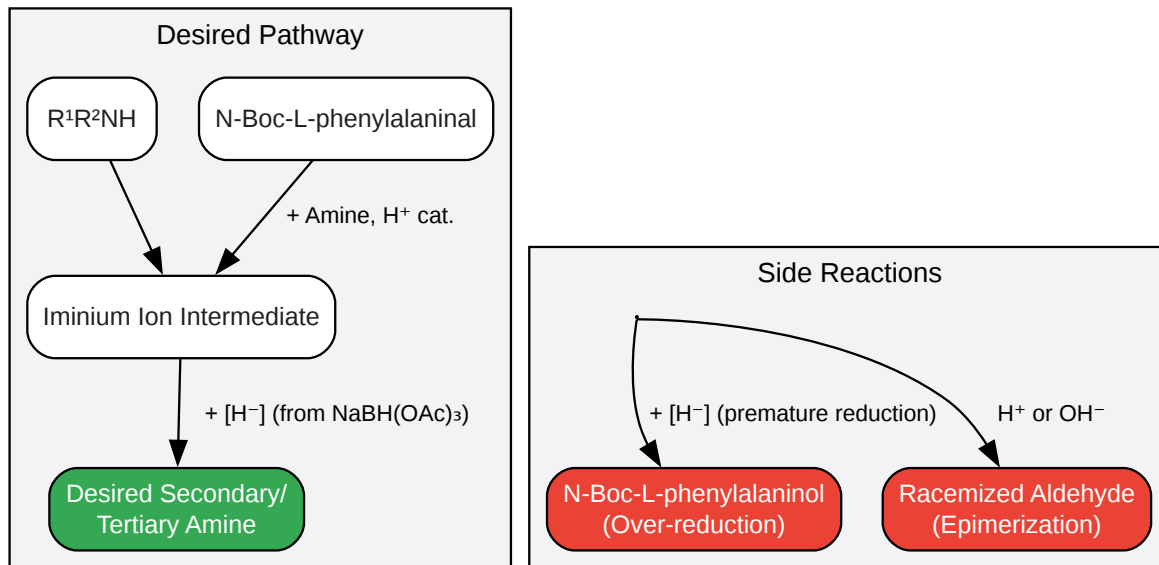 Desired Pathway
R¹R²NH
N-Boc-L-phenylalaninal
+ Amine, H⁺ cat.
Iminium Ion Intermediate
+ [H⁻] (from NaBH(OAc)₃)
Desired Secondary/
Tertiary Amine
Side Reactions
+ [H⁻] (premature reduction)
H⁺ or OH⁻
N-Boc-L-phenylalaninol
(Over-reduction)
Racemized Aldehyde
(Epimerization)